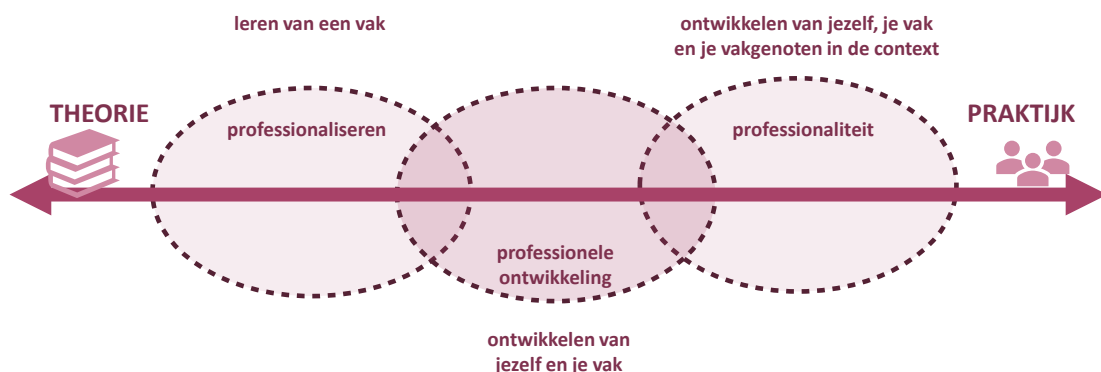 leren van een vak
ontwikkelen van jezelf, je vak
en je vakgenoten in de context
THEORIE
professionaliseren
professionaliteit
PRAKTIJK
professionele
ontwikkeling
ontwikkelen van
jezelf en je vak